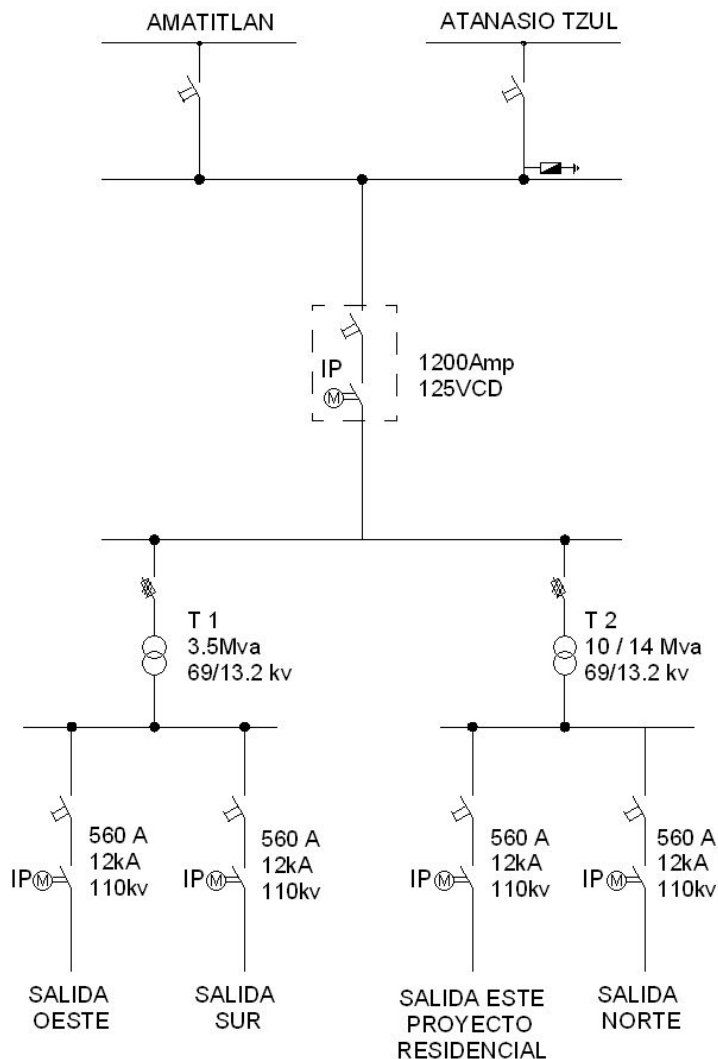 AMATITLAN
ATANASIO TZUL
IP
M
1200Amp
125VCD
T 1
3.5Mva
69/13.2 kv
T 2
10 / 14 Mva
69/13.2 kv
560 A
12kA
110kv
IP
M
560 A
12kA
110kv
IP
M
560 A
12kA
110kv
IP
M
560 A
12kA
110kv
IP
M
SALIDA
OESTE
SALIDA
SUR
SALIDA ESTE
PROYECTO
RESIDENCIAL
SALIDA
NORTE